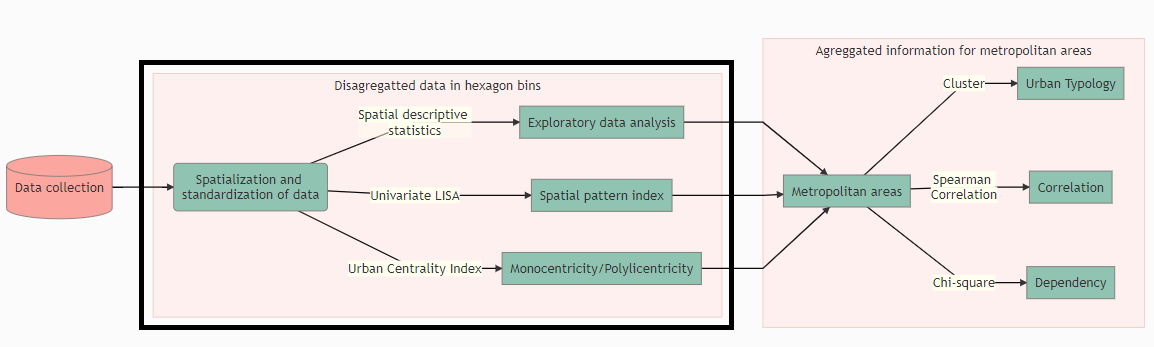 Agreggated information for metropolitan areas
Disagregatted data in hexagon bins
Data collection
Spatialization and
standardization of data
Spatial descriptive
statistics
Exploratory data analysis
Univariate LISA
Spatial pattern index
Urban Centrality Index
Monocentricity/Polylicentricity
Metropolitan areas
Cluster
Urban Typology
Spearman
Correlation
Correlation
Chi-square
Dependency